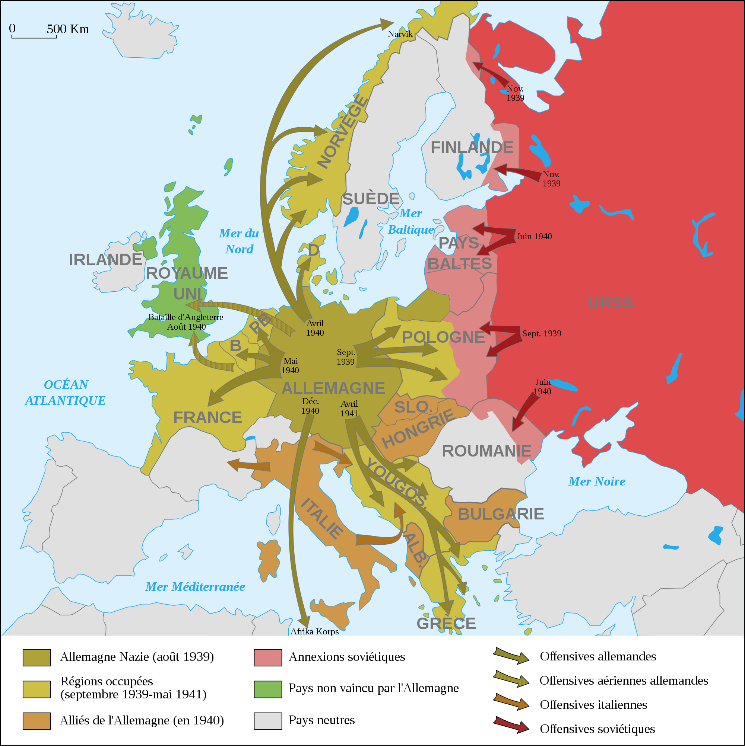 0 500 Km
Narvik
Nov.
1939
NORVÈGE
FINLANDE
Nov.
1939
SUÈDE
Mer
Baltique
Mer du
Nord
D
Juin 1940
PAYS
BALTES
IRLANDE
ROYAUME
UNI
URSS
Bataille d'Angleterre
Août 1940
PB
B
Avril
1940
Sept.
1939
POLOGNE
Sept. 1939
Mai
1940
ALLEMAGNE
Juin
1940
OCÉAN
ATLANTIQUE
Déc.
1940
Avril
1941
SLO.
HONGRIE
FRANCE
ROUMANIE
YOUGOS.
Mer Noire
ITALIE
BULGARIE
ALB.
Mer Méditerranée
GRÈCE
Afrika Korps
Allemagne Nazie (août 1939)
Régions occupées
(septembre 1939-mai 1941)
Alliés de l'Allemagne (en 1940)
Annexions soviétiques
Pays non vaincu par l'Allemagne
Pays neutres
Offensives allemandes
Offensives aériennes allemandes
Offensives italiennes
Offensives soviétiques